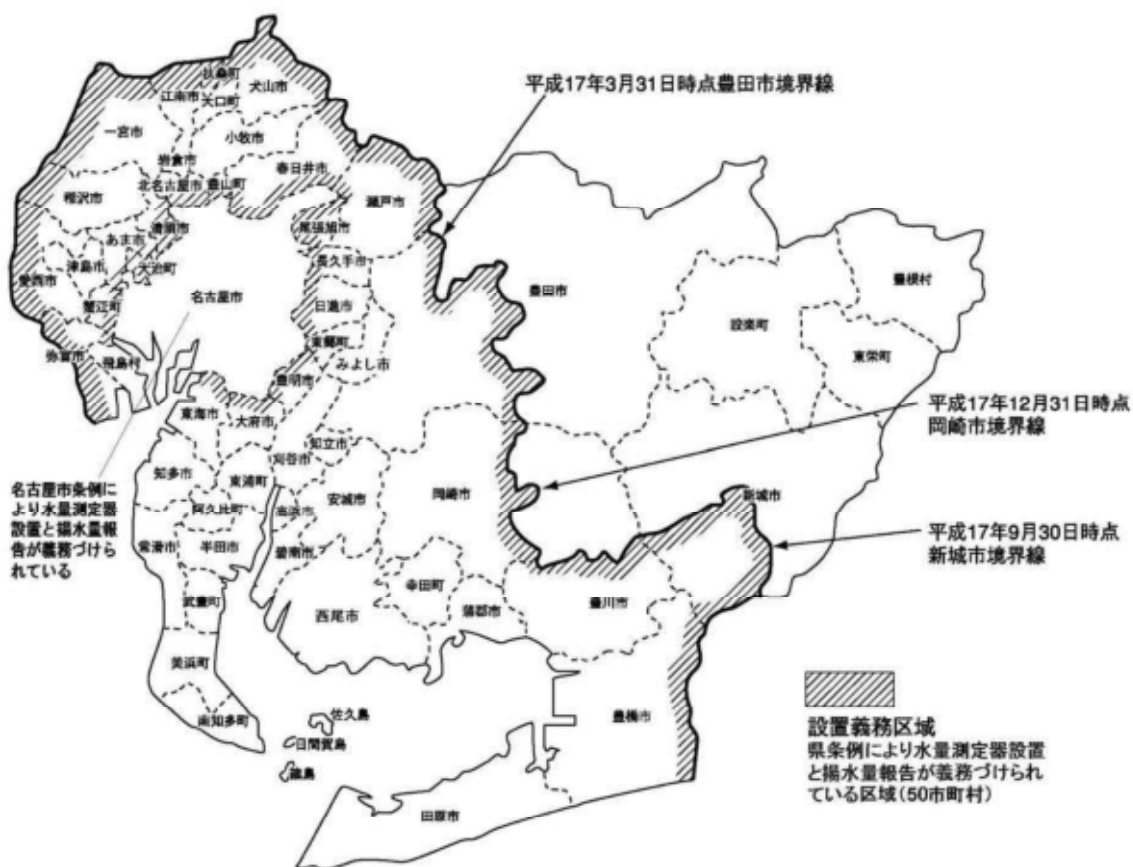 扶桑町
犬山市
江南市
大口町
平成17年3月31日時点豊田市境界線
一宮市
小牧市
岩倉市
春日井市
稲沢市
北名古屋市
豊山町
瀬戸市
清須市
尾張旭市
あま市
長久手市
津島市
大治町
愛西市
豊田市
豊根村
蟹江町
名古屋市
日進市
設楽町
東郷町
東栄町
弥富市
飛島村
みよし市
豊明市
平成17年12月31日時点
岡崎市境界線
東海市
大府市
知立市
刈谷市
知多市
東浦町
名古屋市条例に
より水量測定器
設置と揚水量報
告が義務づけら
れている
安城市
岡崎市
新城市
阿久比町
高浜市
平成17年9月30日時点
新城市境界線
常滑市
半田市
碧南市
幸田町
武豊町
西尾市
蒲郡市
豊川市
美浜町
南知多町
佐久島
日間賀島
篠島
豊橋市
田原市
設置義務区域
県条例により水量測定器設置
と揚水量報告が義務づけられ
ている区域(50市町村)